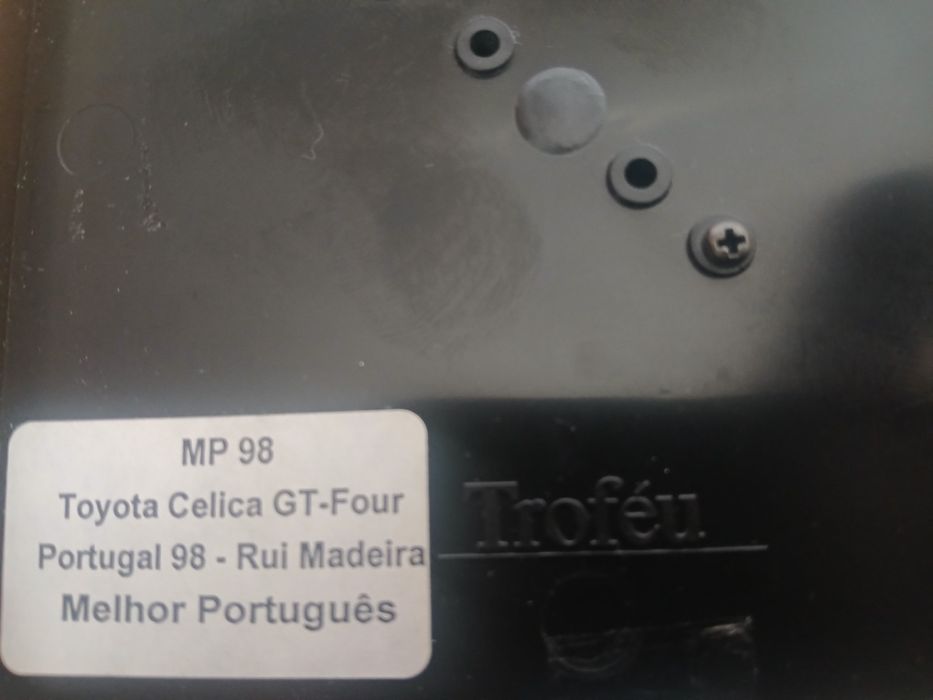 MP 98
Toyota Celica GT-Four
Portugal 98 - Rui Madeira
Melhor Português
Troféu